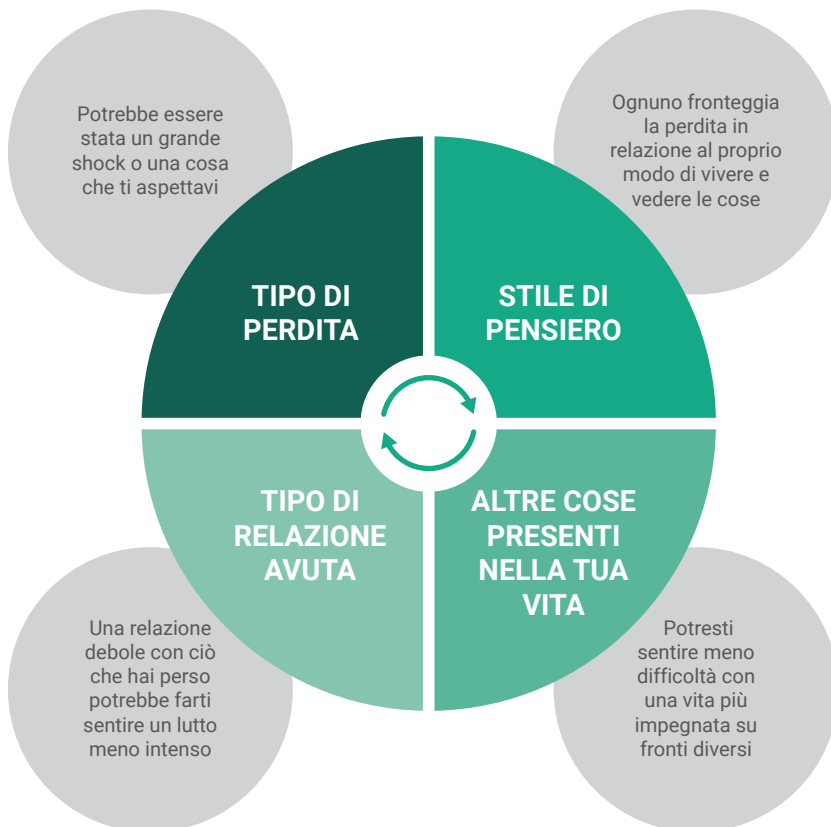 Potrebbe essere
stata un grande
shock o una cosa
che ti aspettavi
Ognuno fronteggia
la perdita in
relazione al proprio
modo di vivere e
vedere le cose
TIPO DI
PERDITA
STILE DI
PENSIERO
TIPO DI
RELAZIONE
AVUTA
ALTRE COSE
PRESENTI
NELLA TUA
VITA
Una relazione
debole con ciò
che hai perso
potrebbe farti
sentire un lutto
meno intenso
Potresti
sentire meno
difficoltà con
una vita più
impegnata su
fronti diversi